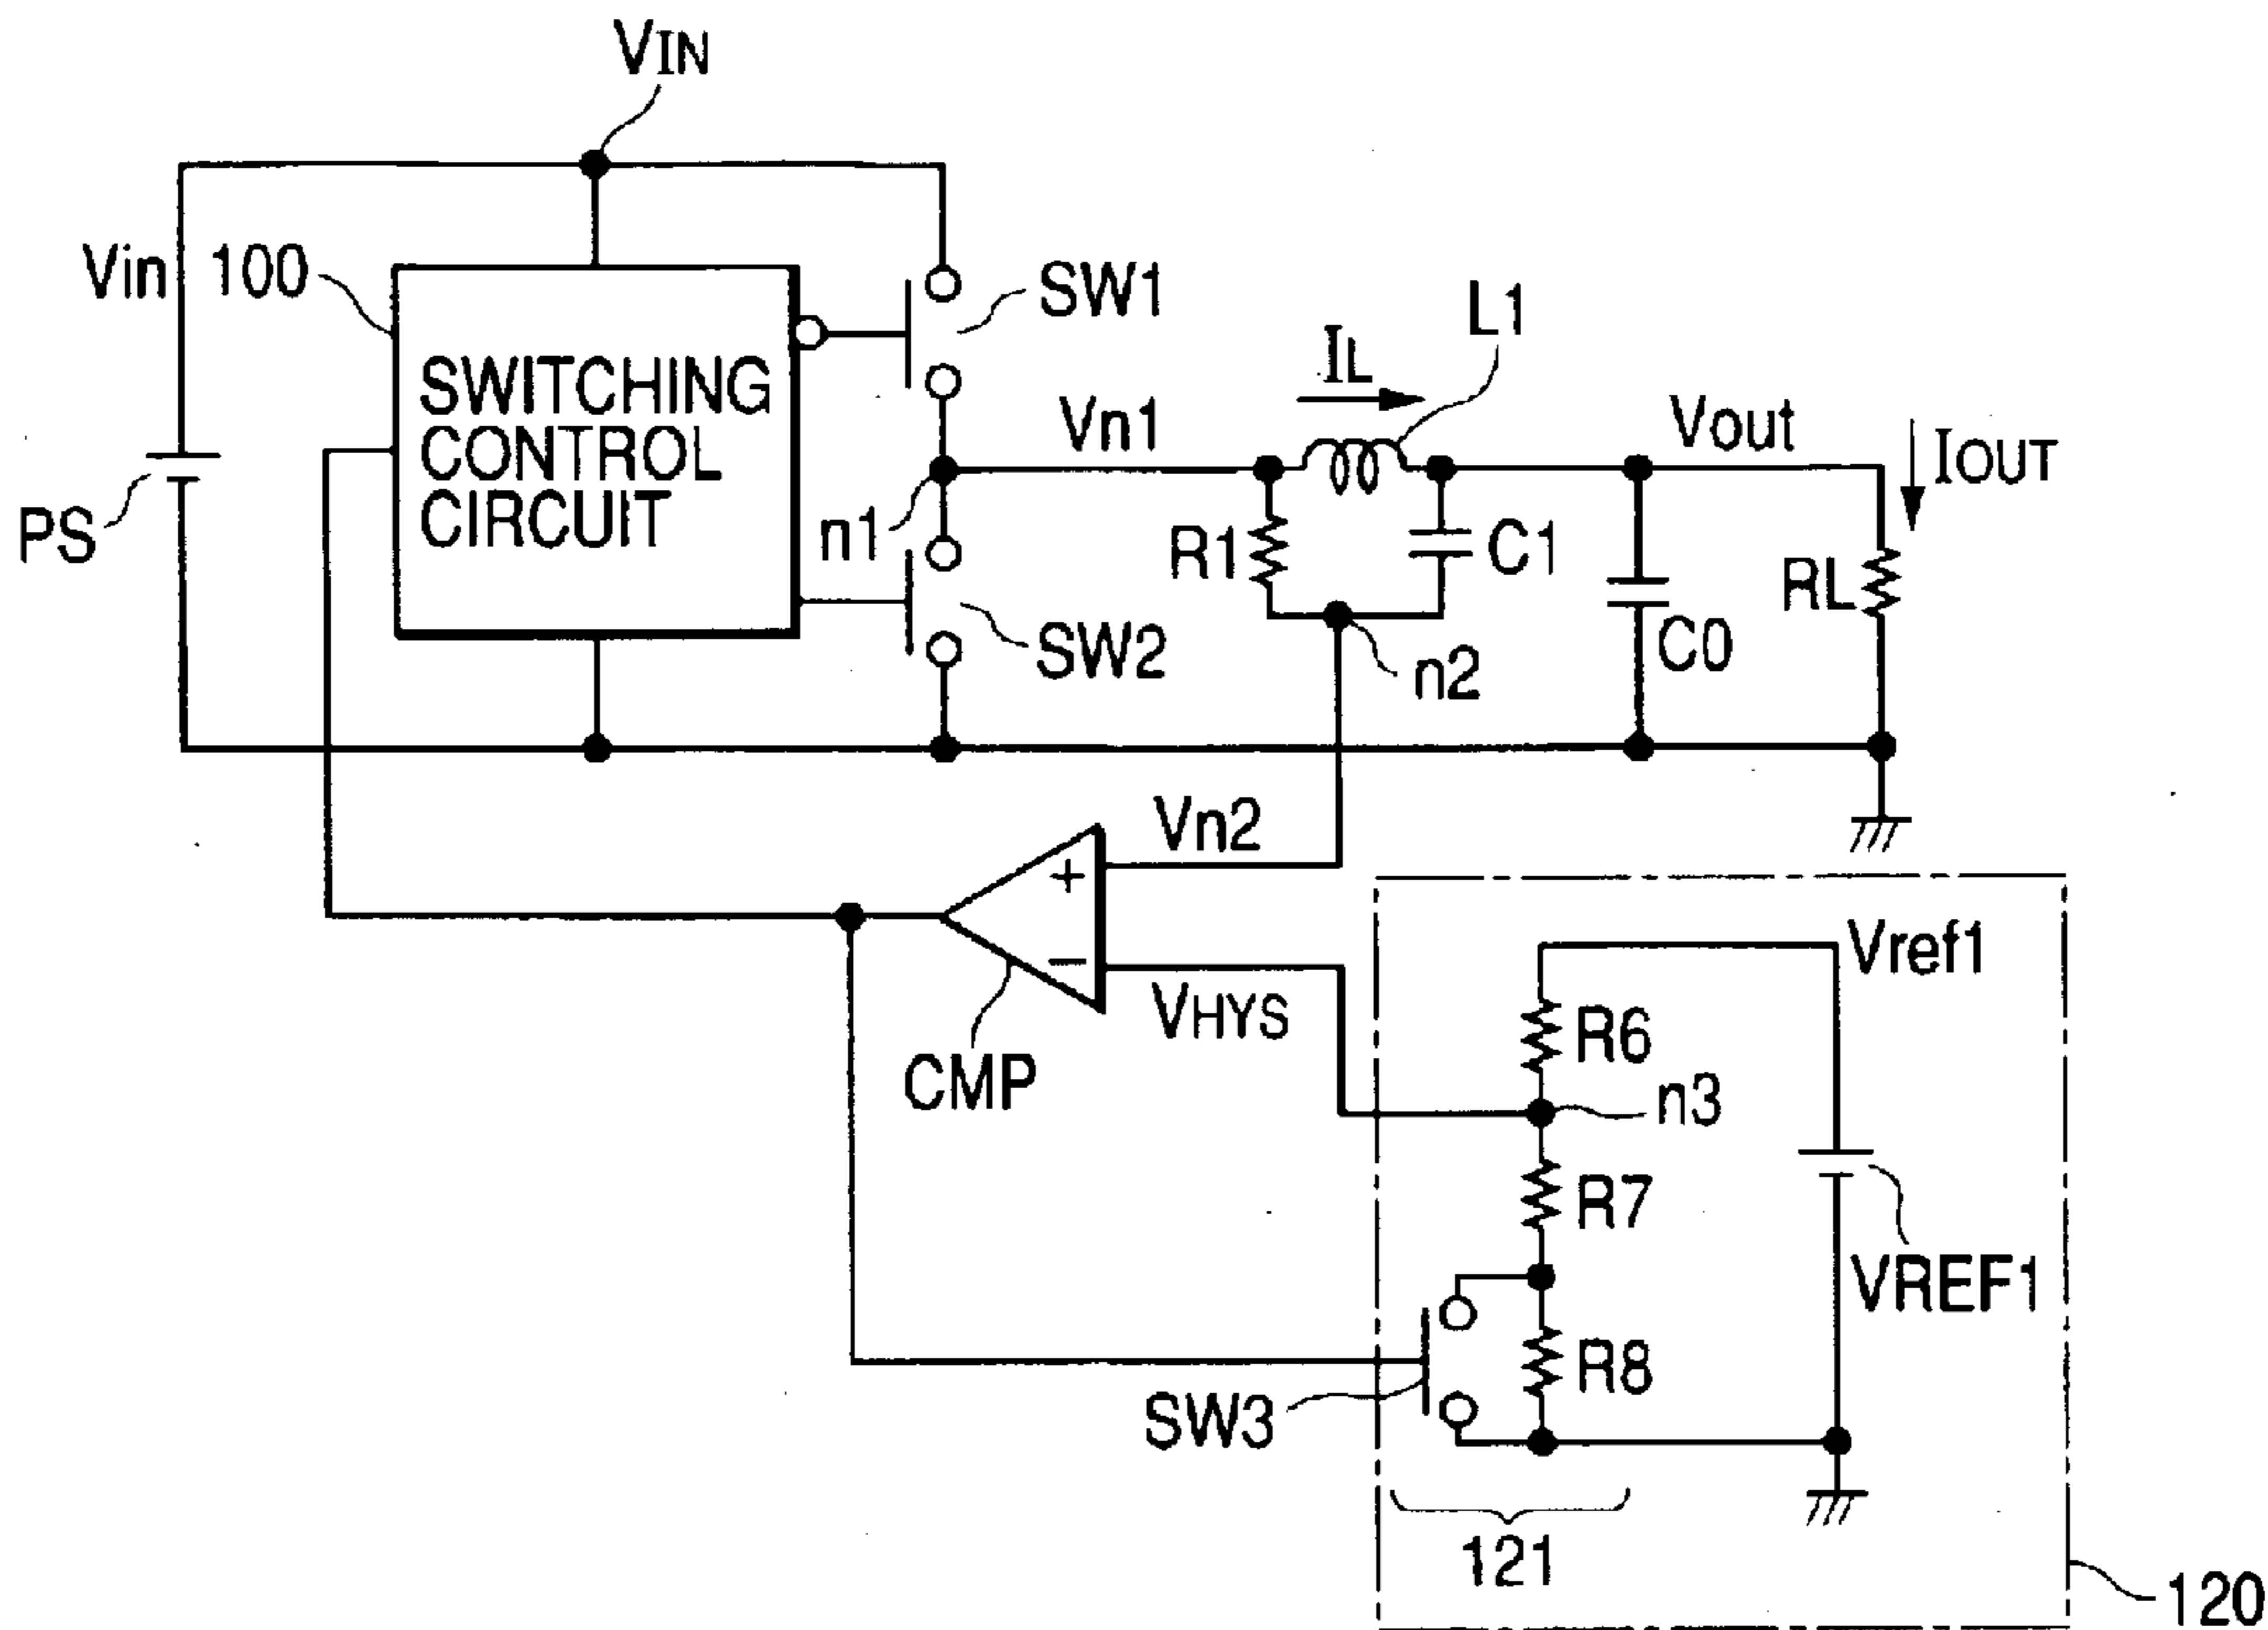 VIN
Vin
100
SW1
L1
SWITCHING
CONTROL
CIRCUIT
IL
Vn1
Vout
IOUT
PS
n1
R1
C1
RL
SW2
n2
C0
Vn2
+
−
VHYS
CMP
Vref1
R6
n3
R7
VREF1
R8
SW3
121
120